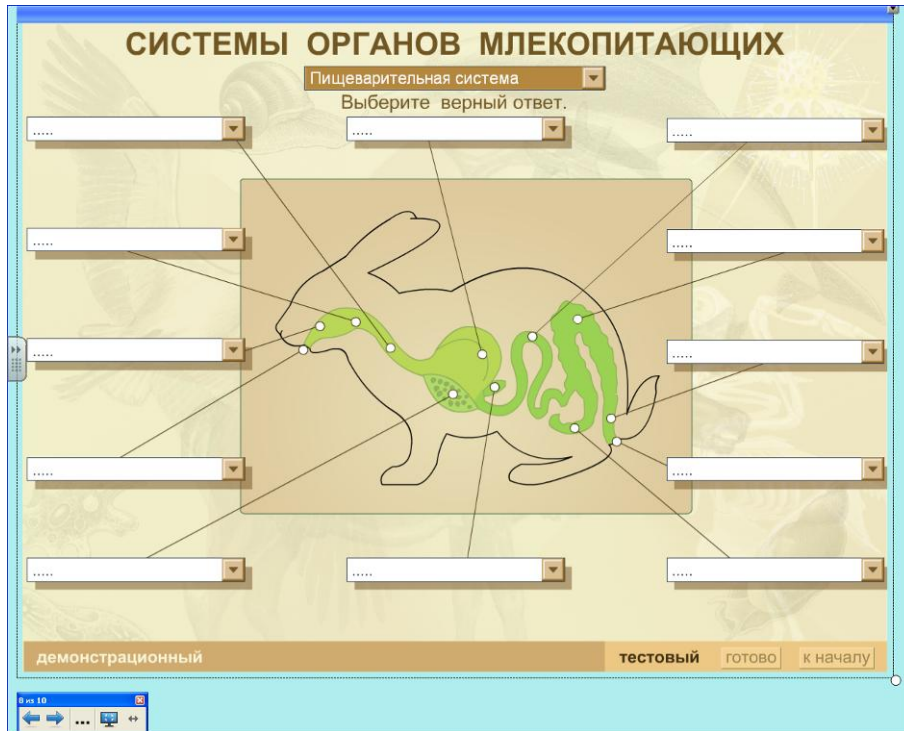 СИСТЕМЫ ОРГАНОВ МЛЕКОПИТАЮЩИХ
Пищеварительная система
Выберите верный ответ.
..... ..... .....
..... .....
..... .....
..... .....
..... ..... .....
демонстрационный тестовый готово к началу
8 из 10
...